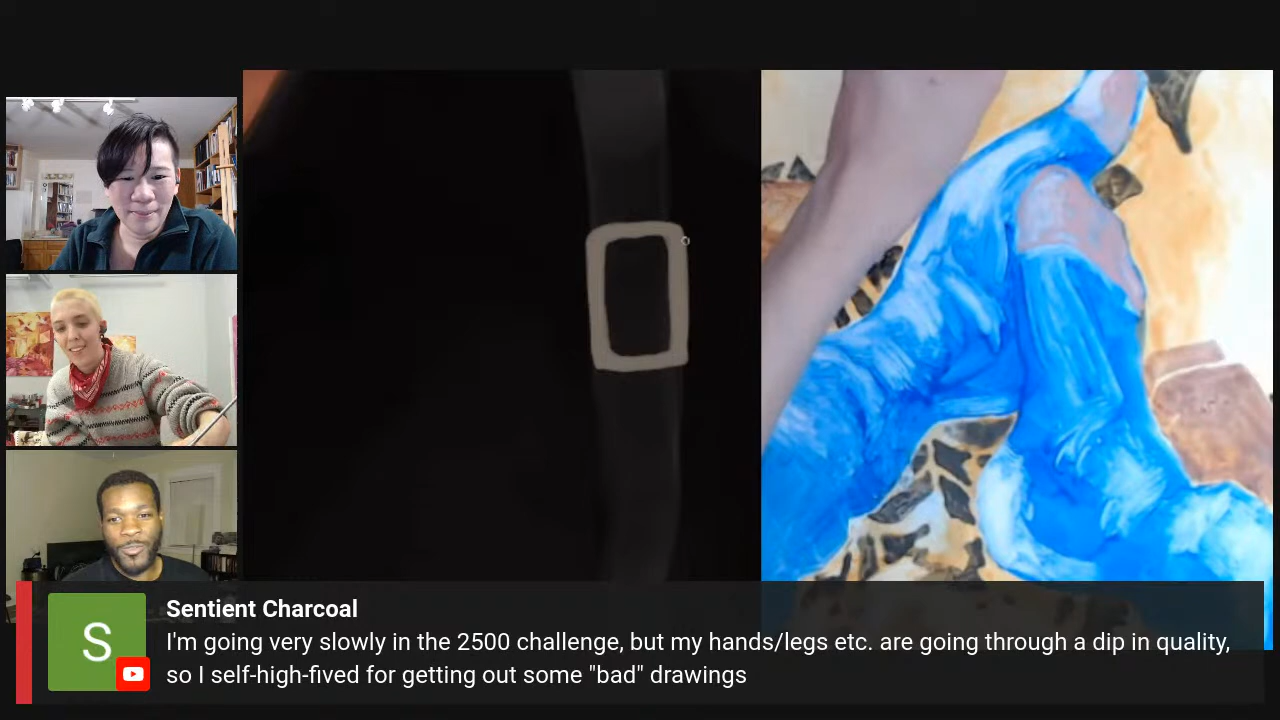 Sentient Charcoal
S
I'm going very slowly in the 2500 challenge, but my hands/legs etc. are going through a dip in quality,
so I self-high-fived for getting out some "bad" drawings